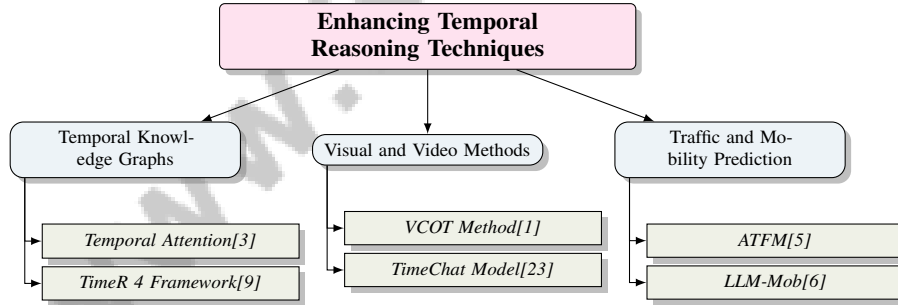 Enhancing Temporal
Reasoning Techniques
Temporal Knowl-
edge Graphs
Visual and Video Methods
Traffic and Mo-
bility Prediction
Temporal Attention[3]
TimeR 4 Framework[9]
VCOT Method[1]
TimeChat Model[23]
ATFM[5]
LLM-Mob[6]
www.